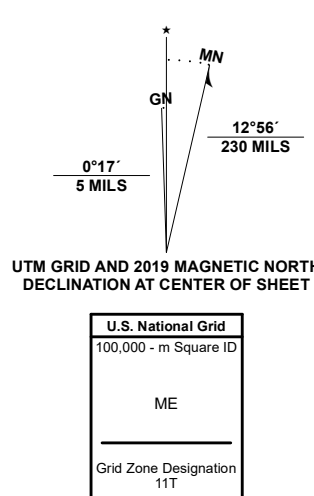 ★
MN
GN
12°56´
230 MILS
0°17´
5 MILS
UTM GRID AND 2019 MAGNETIC NORTH
DECLINATION AT CENTER OF SHEET
U.S. National Grid
100,000 - m Square ID
ME
Grid Zone Designation
11T